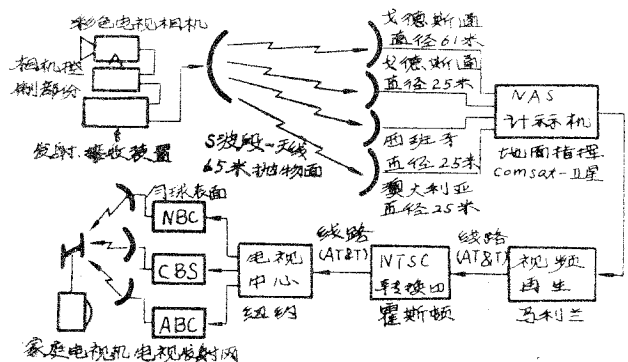 彩色电视相机
相机控
制部份
发射、接收装置
S波段-天线
65米抛物面
戈德斯通
直径61米
戈德斯通
直径25米
西班牙
直径25米
澳大利亚
直径25米
NAS
计标机
地面指挥
comsat-卫星
月球表面
NBC
CBS
ABC
电视
中心
纽约
线路
(AT&T)
NTSC
转换口
霍斯顿
线路
(AT&T)
视频
再生
马利兰
家庭电视机
电视发射网